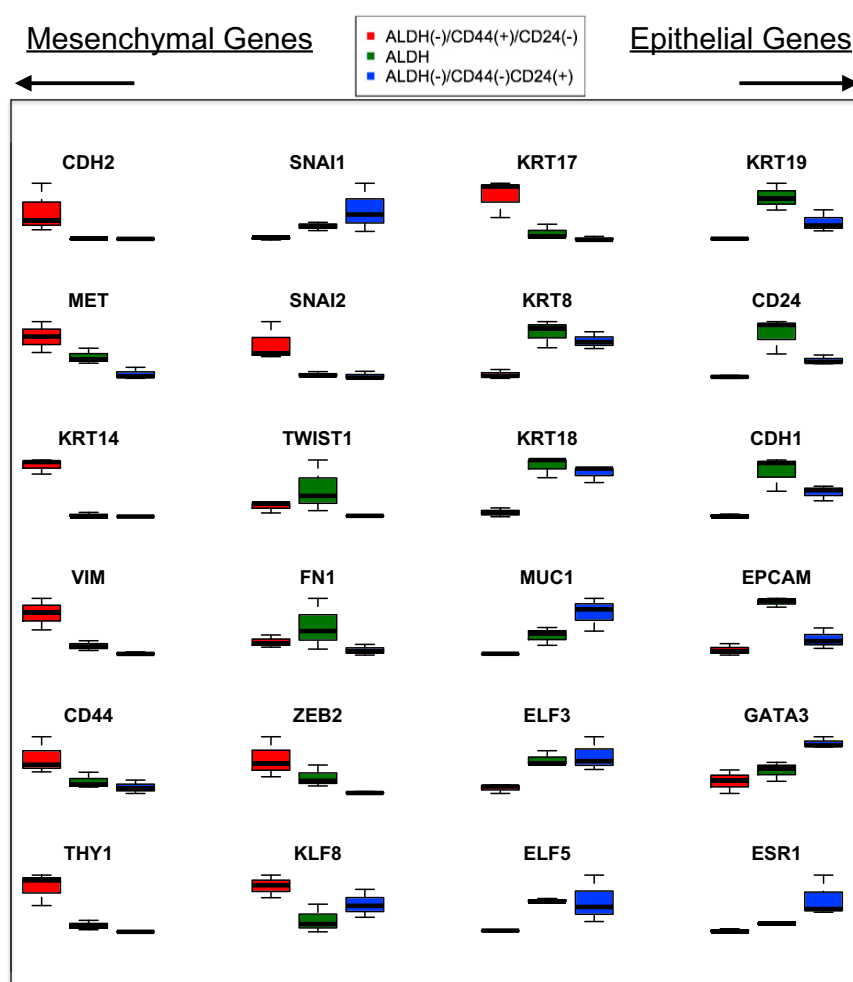 Mesenchymal Genes
ALDH(-)/CD44(+)/CD24(-)
ALDH
ALDH(-)/CD44(-)CD24(+)
Epithelial Genes
CDH2 SNAI1 KRT17 KRT19
MET SNAI2 KRT8 CD24
KRT14 TWIST1 KRT18 CDH1
VIM FN1 MUC1 EPCAM
CD44 ZEB2 ELF3 GATA3
THY1 KLF8 ELF5 ESR1